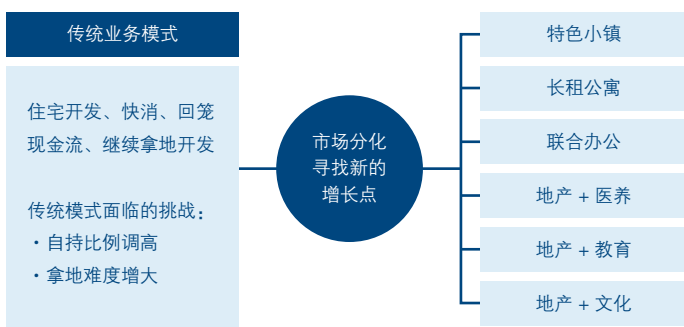 传统业务模式
住宅开发、快消、回笼
现金流、继续拿地开发
传统模式面临的挑战：
・自持比例调高
・拿地难度增大
市场分化
寻找新的
增长点
特色小镇
长租公寓
联合办公
地产 + 医养
地产 + 教育
地产 + 文化